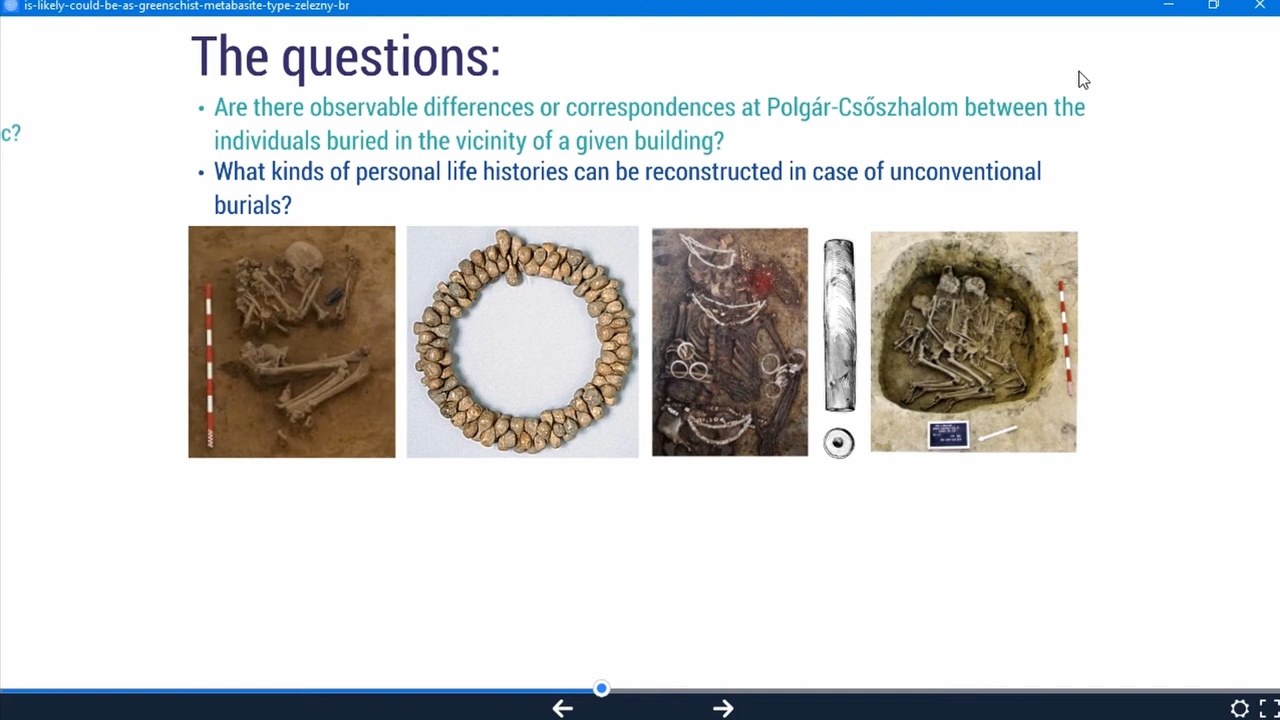 is-likely-could-be-as-greenschist-metabasite-type-zelezny-br
The questions:
• Are there observable differences or correspondences at Polgár-Csőszhalom between the
individuals buried in the vicinity of a given building?
c?
• What kinds of personal life histories can be reconstructed in case of unconventional
burials?